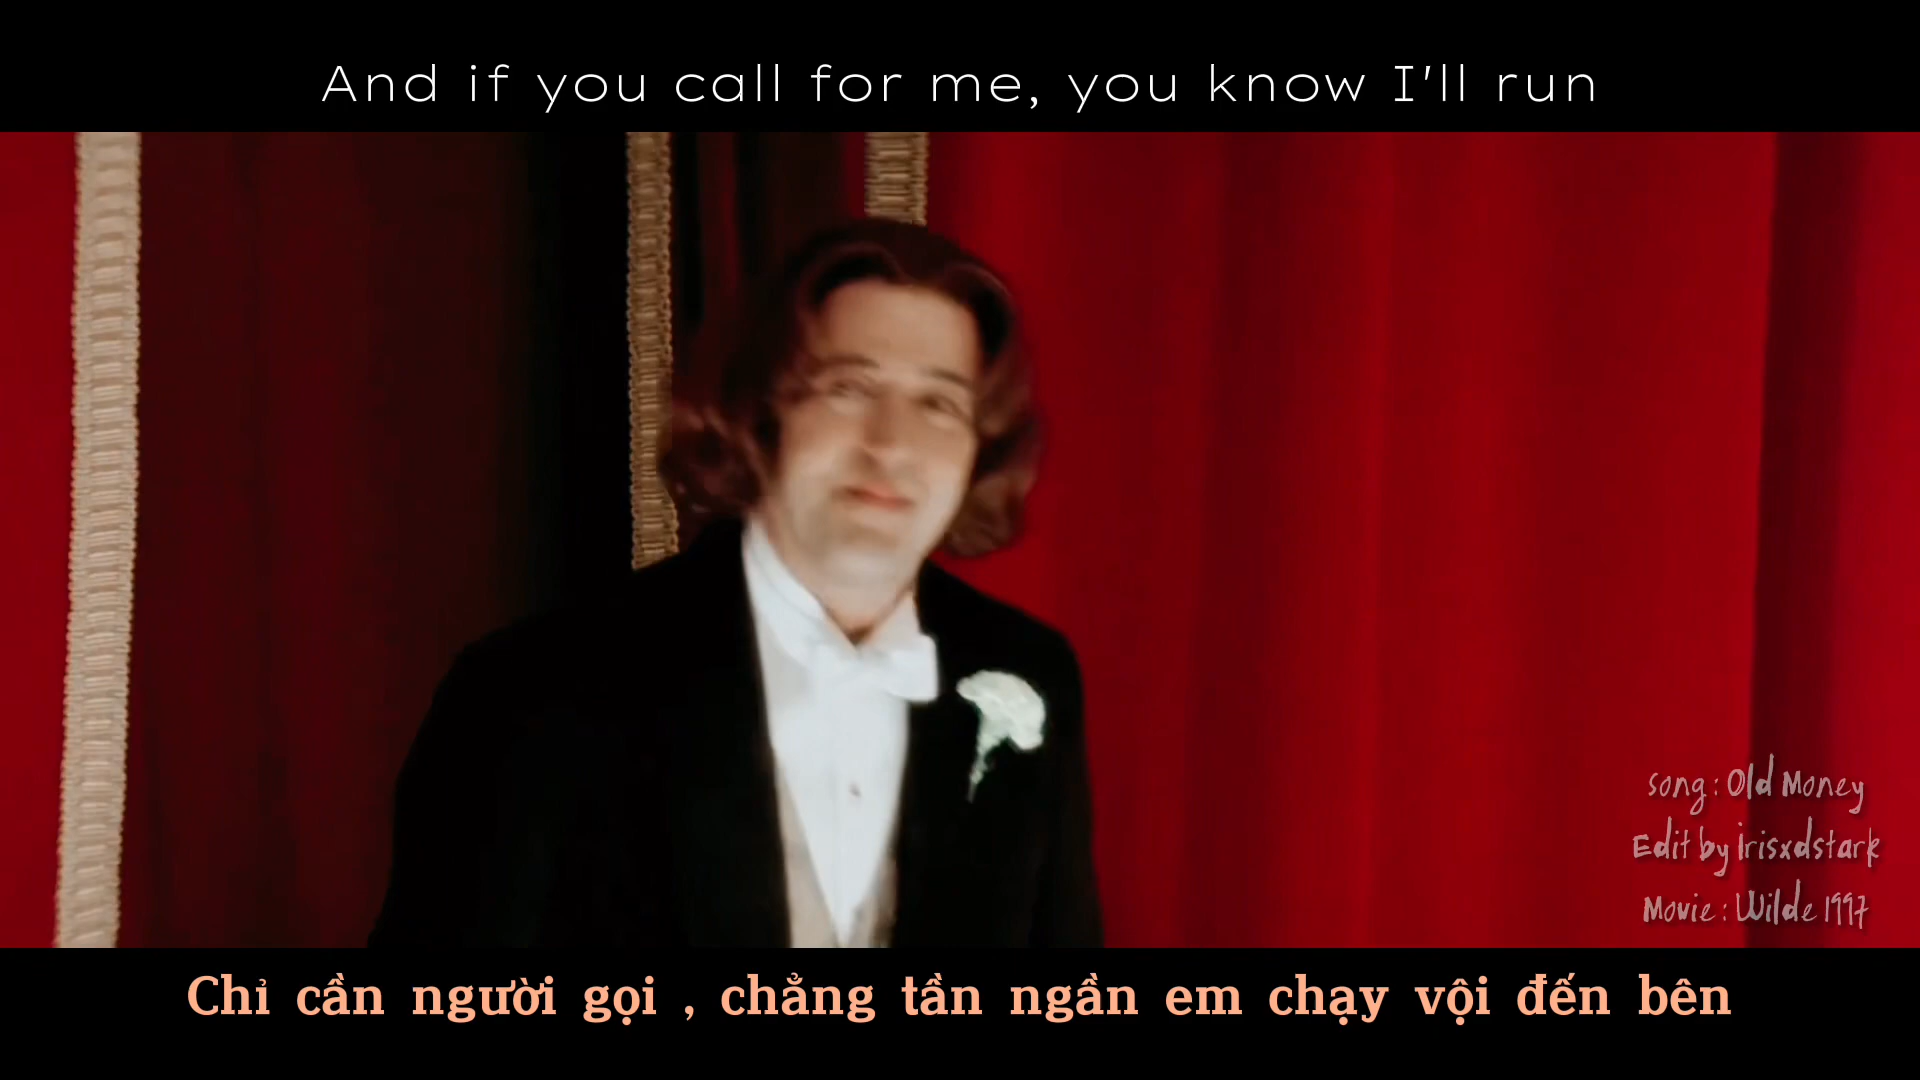 And if you call for me, you know I'll run
song : Old Money
Edit by irisxdstark
Movie : Wilde 1997
Chỉ cần người gọi , chẳng tần ngần em chạy vội đến bên